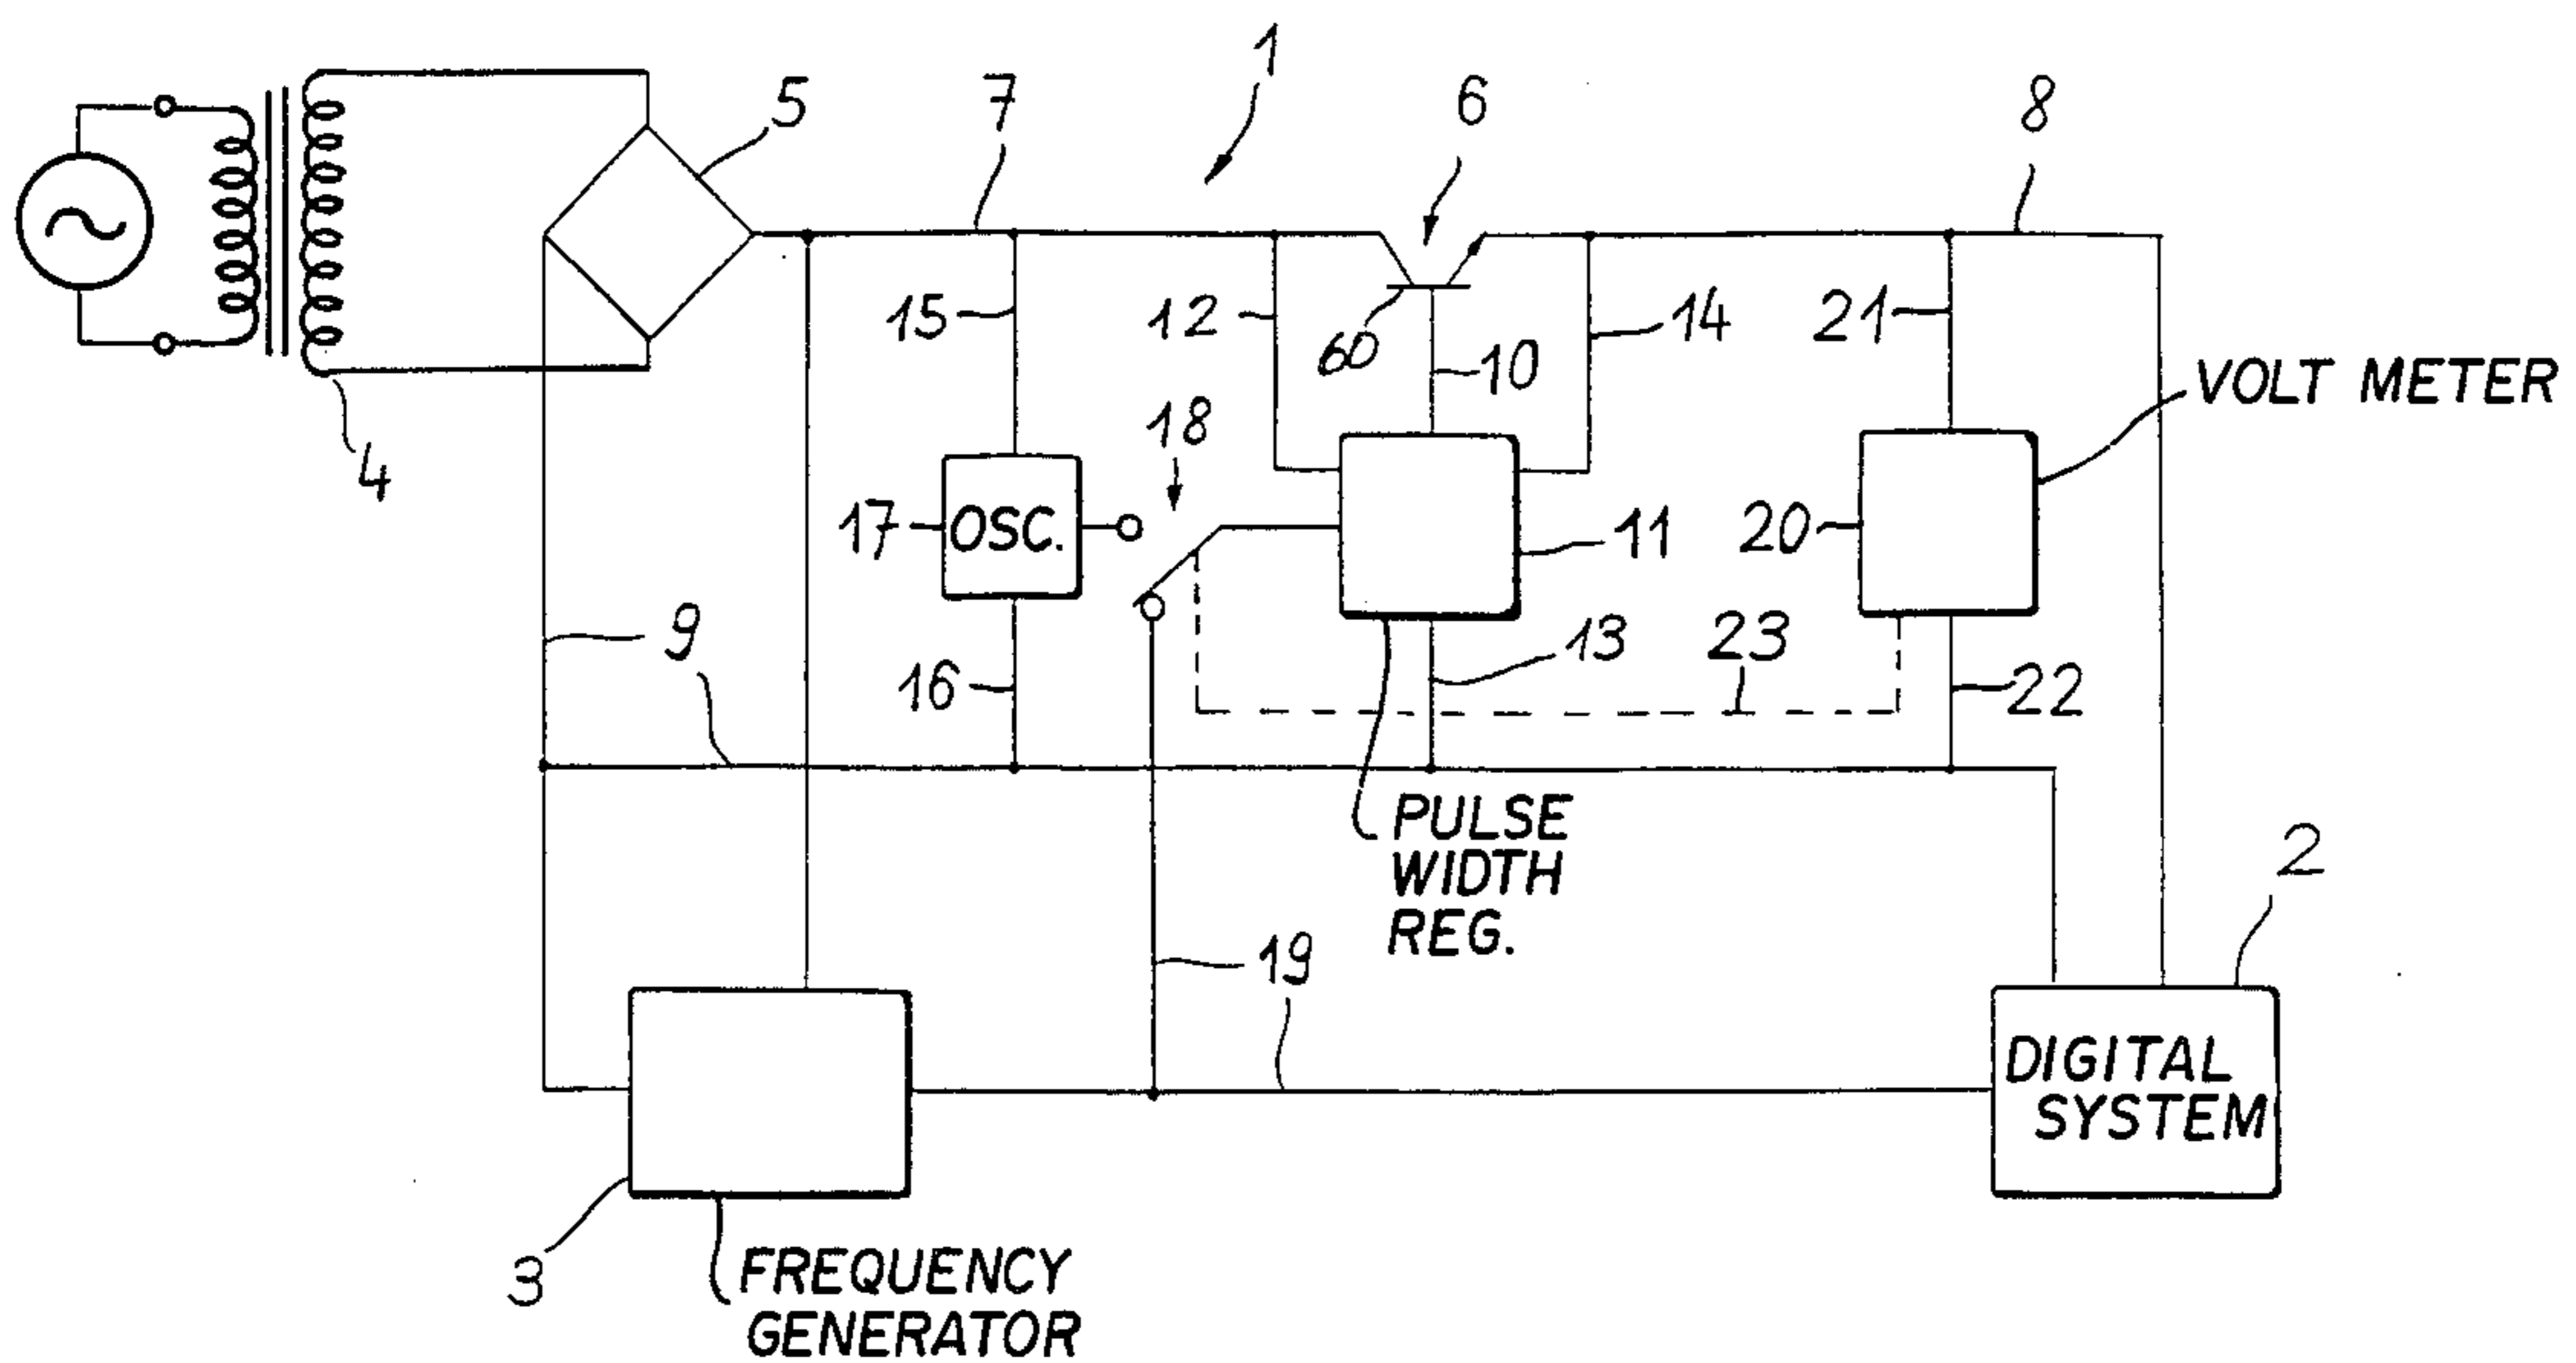 1
7
6
5
8
15
12
60
10
14
21
VOLT METER
18
4
17
OSC.
11
20
9
16
13
23
22
PULSE
WIDTH
REG.
2
19
DIGITAL
SYSTEM
3
FREQUENCY
GENERATOR